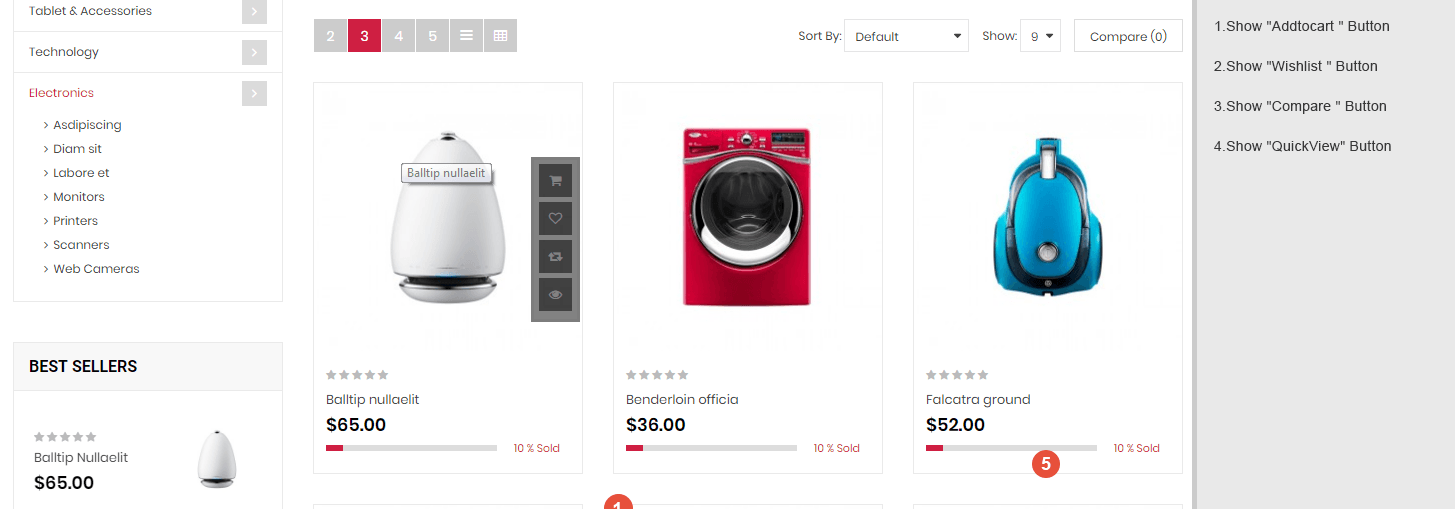 Tablet & Accessories
Technology
Electronics
Asdipiscing
Diam sit
Labore et
Monitors
Printers
Scanners
Web Cameras
BEST SELLERS
Balltip Nullaelit
$65.00
2 3 4 5
Sort By: Default Show: 9 Compare (0)
Balltip nullaelit
Balltip nullaelit
$65.00
10 % Sold
Benderloin officia
$36.00
10 % Sold
Falcatra ground
$52.00
10 % Sold
5
1
1.Show "Addtocart " Button
2.Show "Wishlist " Button
3.Show "Compare " Button
4.Show "QuickView" Button